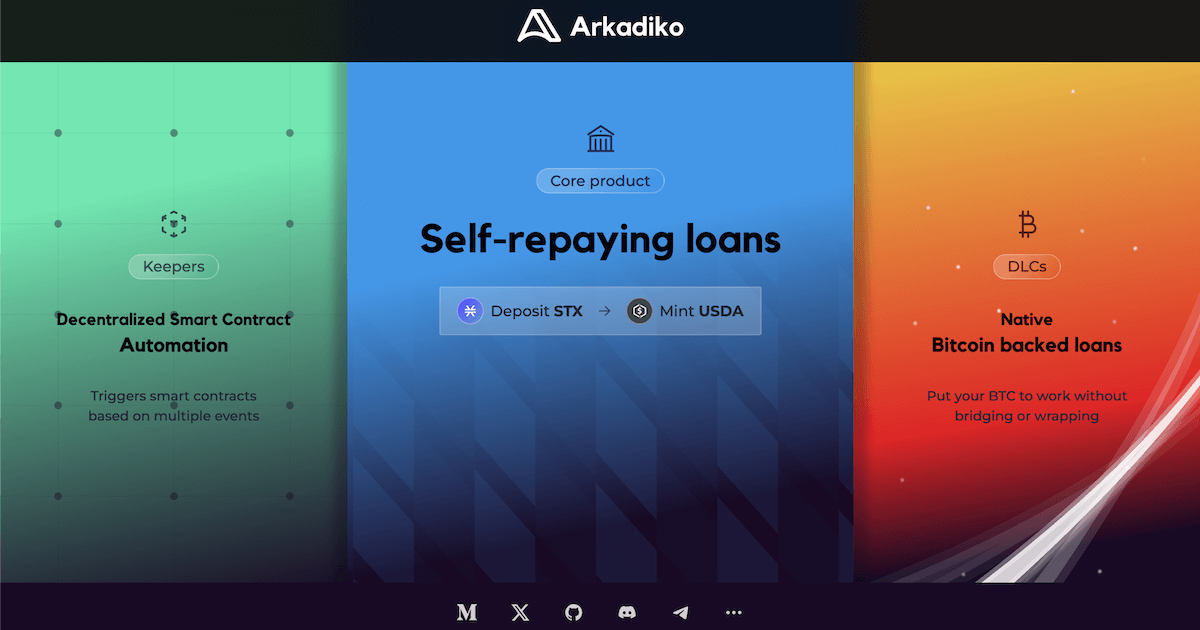 Arkadiko
Keepers
Decentralized Smart Contract
Automation
Triggers smart contracts
based on multiple events
Core product
Self-repaying loans
Deposit STX → Mint USDA
DLCs
Native
Bitcoin backed loans
Put your BTC to work without
bridging or wrapping